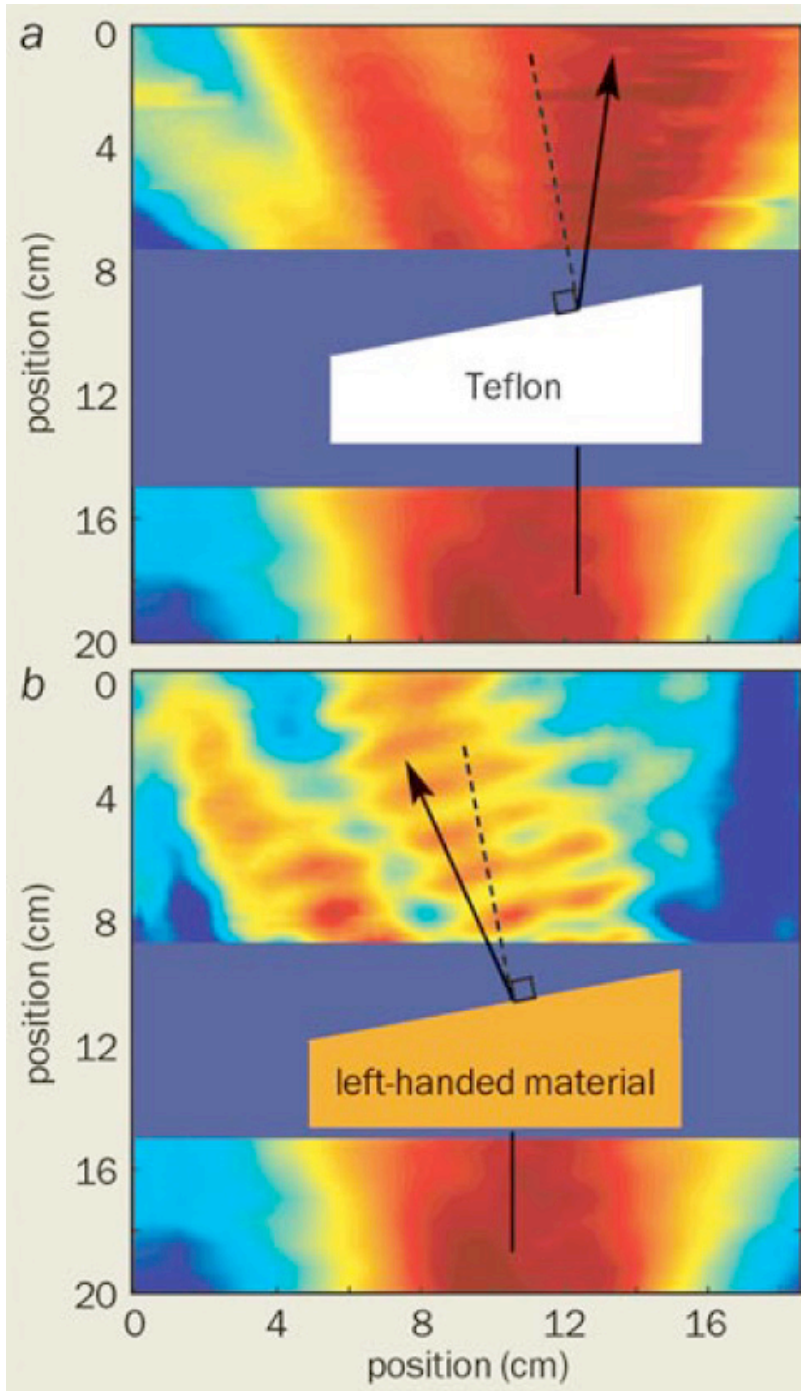 a
0
4
8
12
16
20
position (cm)
Teflon
b
0
4
8
12
16
20
position (cm)
left-handed material
0 4 8 12 16
position (cm)